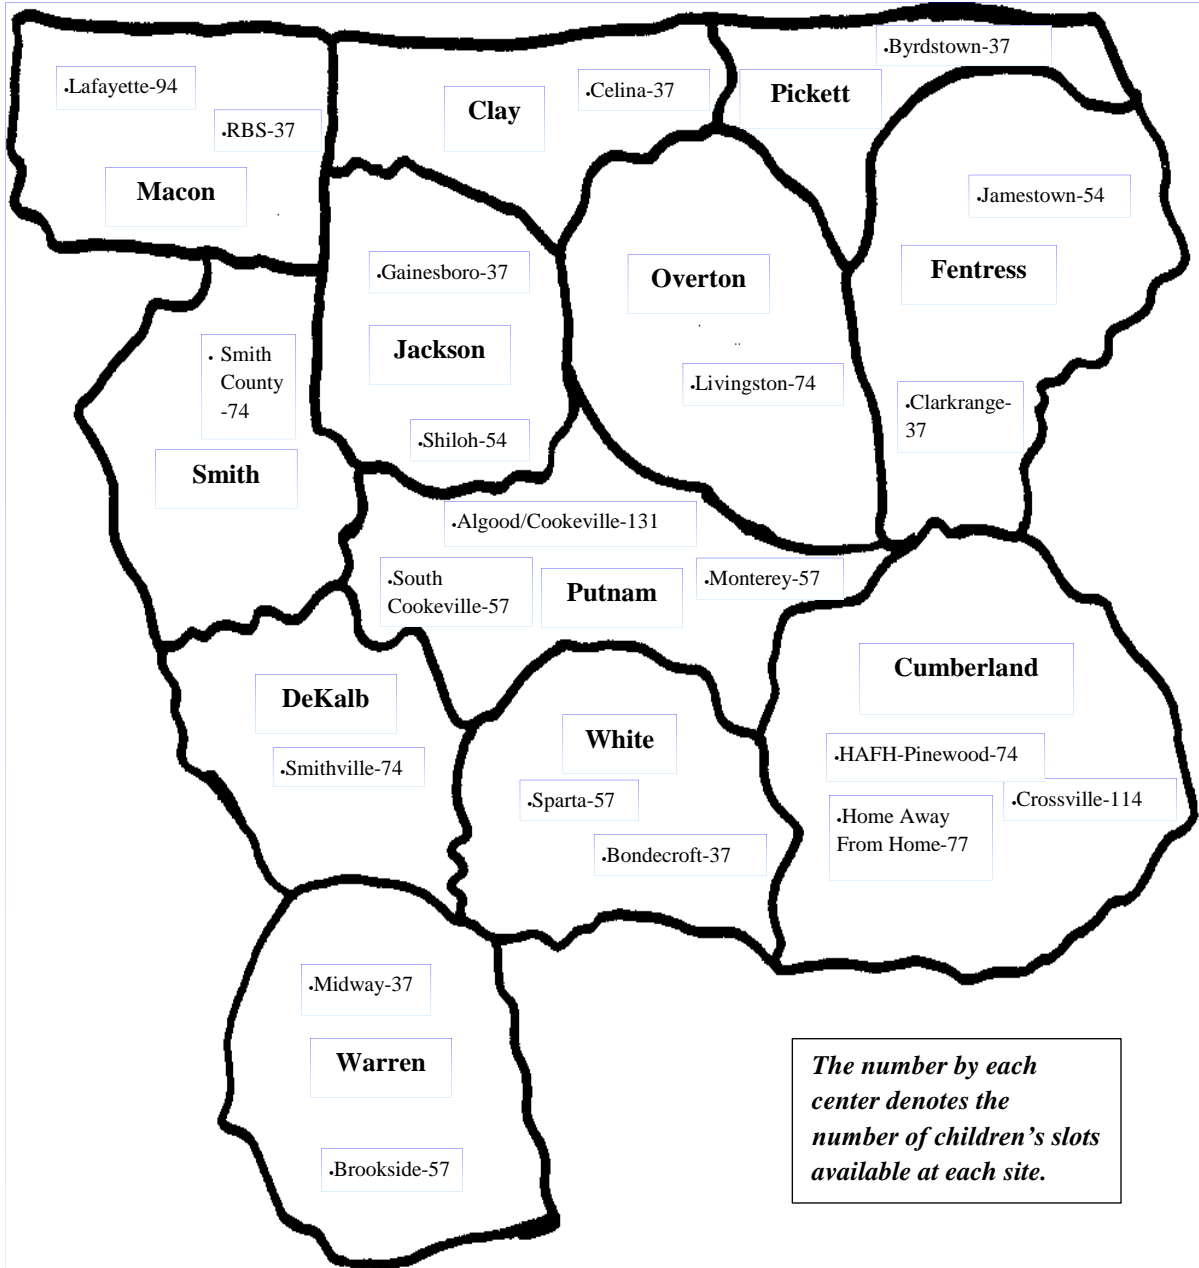 •Byrdstown-37
•Lafayette-94
•Celina-37
Pickett
Clay
•RBS-37
Macon
•Jamestown-54
•Gainesboro-37
Overton
Fentress
Jackson
• Smith
County
-74
•Livingston-74
•Clarkrange-
37
•Shiloh-54
Smith
•Algood/Cookeville-131
•South
Cookeville-57
Putnam
•Monterey-57
Cumberland
DeKalb
White
•HAFH-Pinewood-74
•Smithville-74
•Sparta-57
•Crossville-114
•Home Away
From Home-77
•Bondecroft-37
•Midway-37
Warren
•Brookside-57
The number by each
center denotes the
number of children’s slots
available at each site.